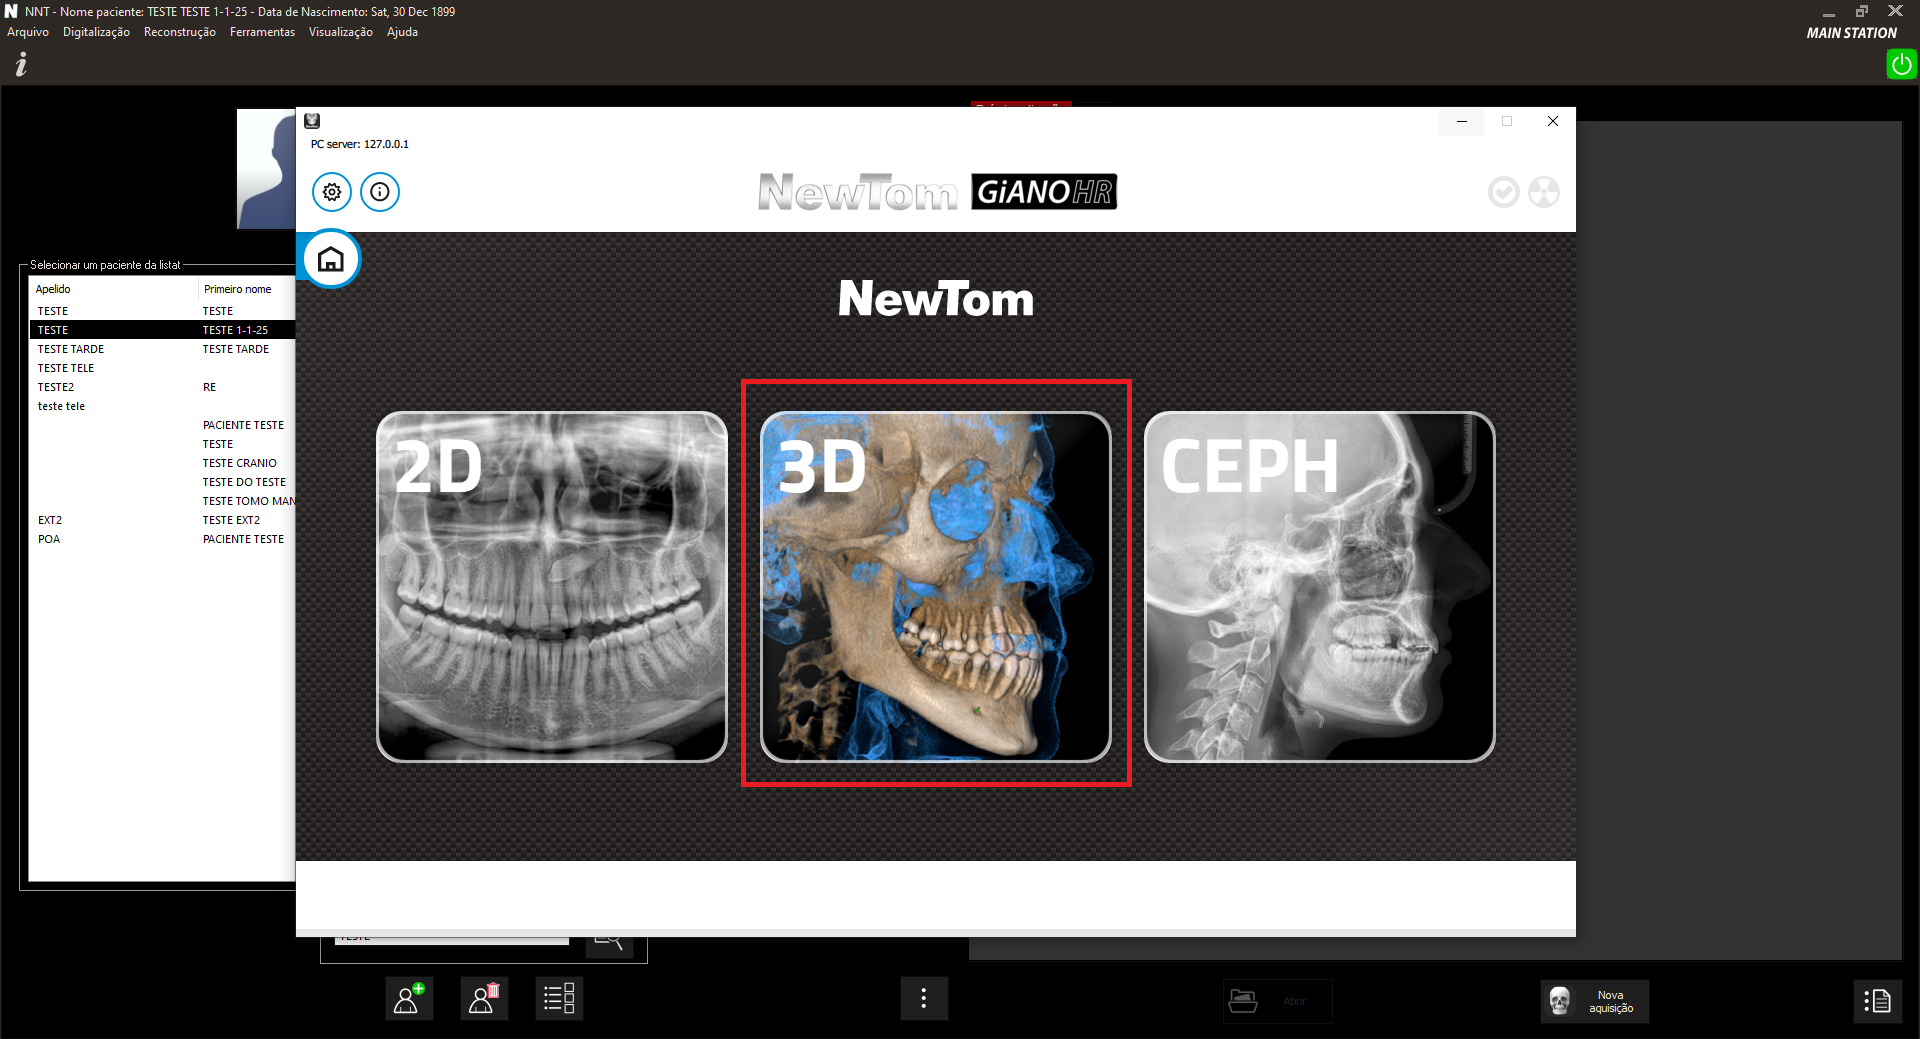 NNT - Nome paciente: TESTE TESTE 1-1-25 - Data de Nascimento: Sat, 30 Dec 1899
Arquivo Digitalização Reconstrução Ferramentas Visualização Ajuda
MAIN STATION
PC server: 127.0.0.1
NewTom GiANO HR
NewTom
2D
3D
CEPH
Selecionar um paciente da listat
Apelido Primeiro nome
TESTE TESTE
TESTE TESTE 1-1-25
TESTE TARDE TESTE TARDE
TESTE TELE
TESTE2 RE
teste tele
PACIENTE TESTE
TESTE
TESTE CRANIO
TESTE DO TESTE
TESTE TOMO MAN
EXT2 TESTE EXT2
POA PACIENTE TESTE
TESTE
Abrir
Nova
aquisição